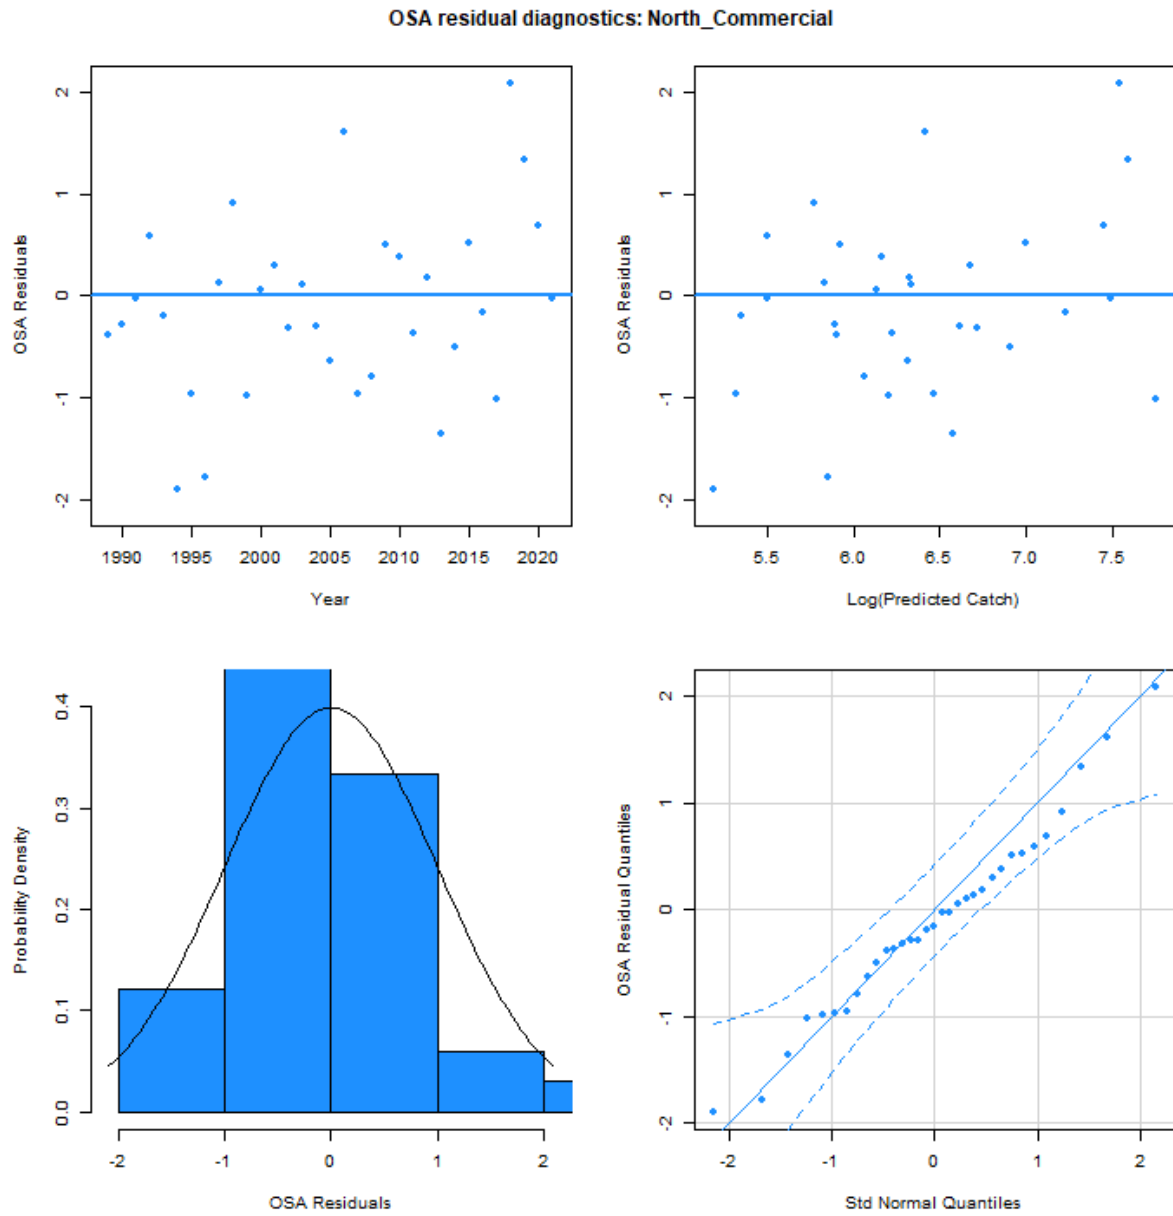 OSA residual diagnostics: North_Commercial
2
1
0
-1
-2
OSA Residuals
1990 1995 2000 2005 2010 2015 2020
Year
2
1
0
-1
-2
OSA Residuals
5.5 6.0 6.5 7.0 7.5
Log(Predicted Catch)
0.4
0.3
0.2
0.1
0.0
Probability Density
-2 -1 0 1 2
OSA Residuals
2
1
0
-1
-2
OSA Residual Quantiles
-2 -1 0 1 2
Std Normal Quantiles